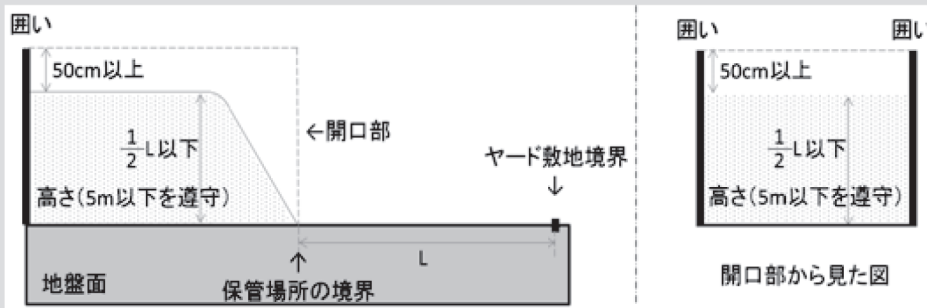 囲い
50cm以上
1/2 L以下
高さ(5m以下を遵守)
←開口部
ヤード敷地境界
↓
L
地盤面
↑
保管場所の境界
囲い
囲い
50cm以上
1/2 L以下
高さ(5m以下を遵守)
開口部から見た図